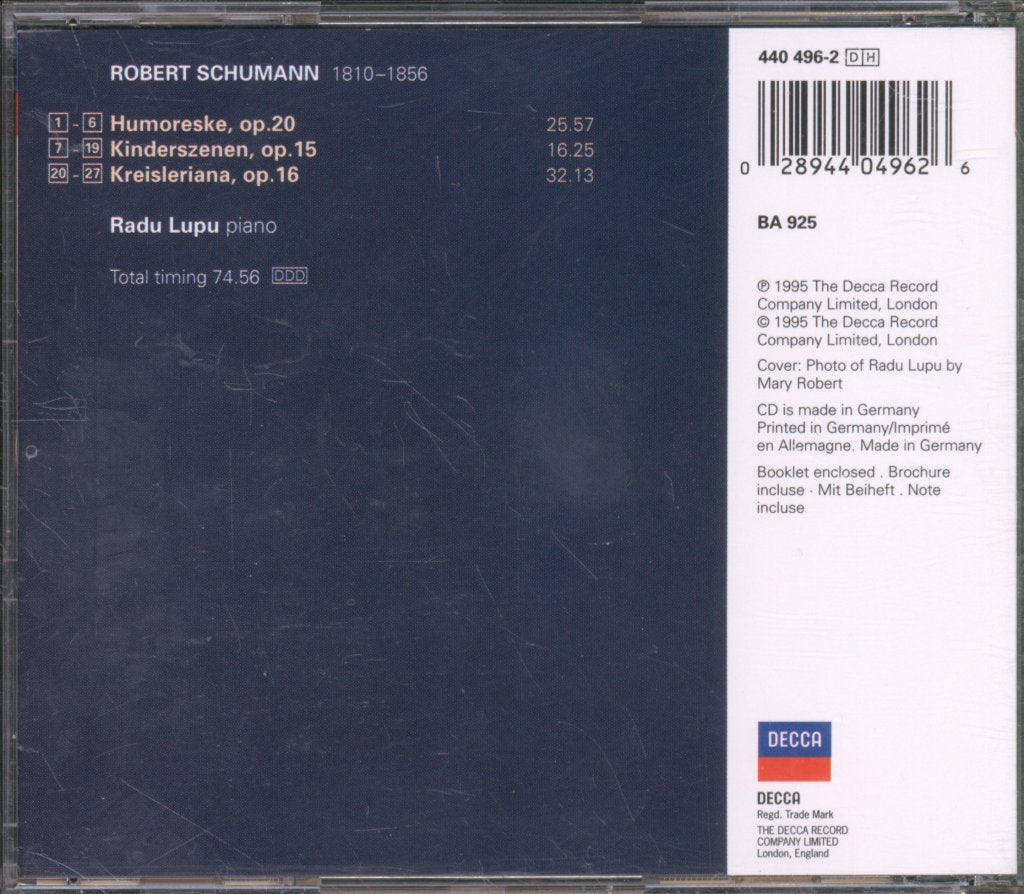 ROBERT SCHUMANN 1810–1856
1 - 6 Humoreske, op.20 25.57
7 - 19 Kinderszenen, op.15 16.25
20 - 27 Kreisleriana, op.16 32.13
Radu Lupu piano
Total timing 74.56 DDD
440 496-2 DH
0 28944 04962 6
BA 925
℗ 1995 The Decca Record
Company Limited, London
© 1995 The Decca Record
Company Limited, London
Cover: Photo of Radu Lupu by
Mary Robert
CD is made in Germany
Printed in Germany/Imprimé
en Allemagne. Made in Germany
Booklet enclosed . Brochure
incluse · Mit Beiheft . Note
incluse
DECCA
DECCA
Regd. Trade Mark
THE DECCA RECORD
COMPANY LIMITED
London, England